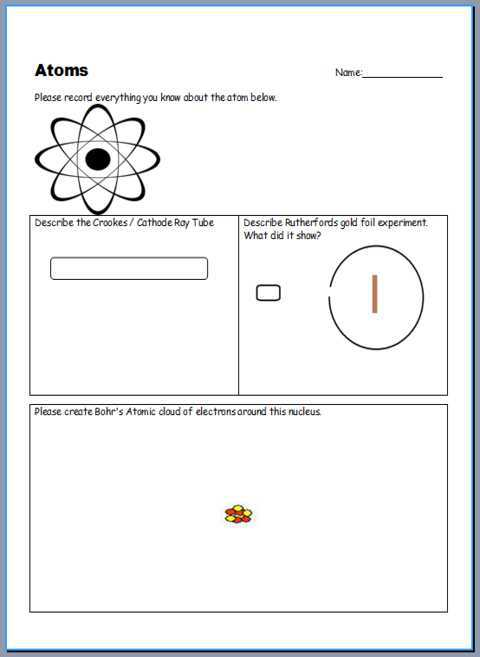 Atoms
Name:________________
Please record everything you know about the atom below.
Describe the Crookes / Cathode Ray Tube
Describe Rutherfords gold foil experiment.
What did it show?
Please create Bohr's Atomic cloud of electrons around this nucleus.